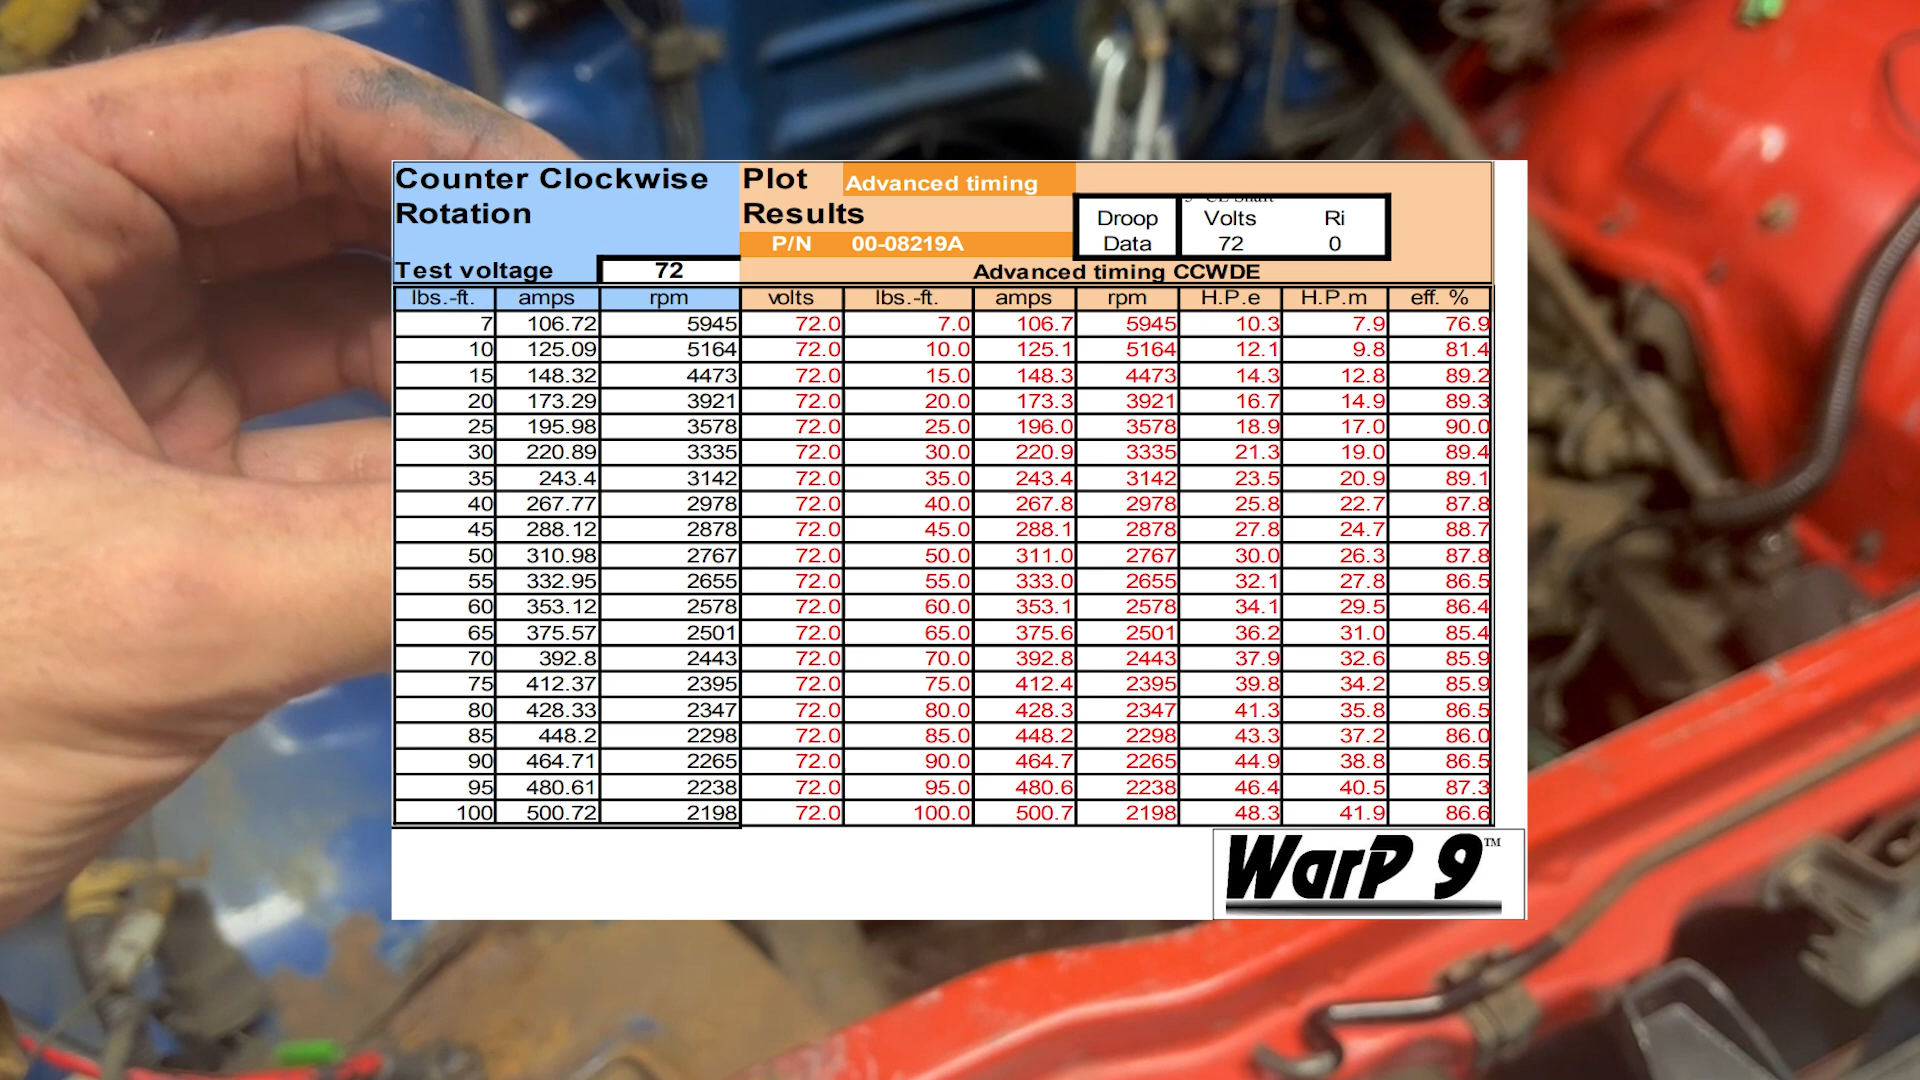 Counter Clockwise Rotation
Plot Results
Advanced timing
P/N 00-08219A
Droop Data
Volts Ri
72 0
Test voltage 72
Advanced timing CCWDE
lbs.-ft. amps rpm volts lbs.-ft. amps rpm H.P.e H.P.m eff. %
7 106.72 5945 72.0 7.0 106.7 5945 10.3 7.9 76.9
10 125.09 5164 72.0 10.0 125.1 5164 12.1 9.8 81.4
15 148.32 4473 72.0 15.0 148.3 4473 14.3 12.8 89.2
20 173.29 3921 72.0 20.0 173.3 3921 16.7 14.9 89.3
25 195.98 3578 72.0 25.0 196.0 3578 18.9 17.0 90.0
30 220.89 3335 72.0 30.0 220.9 3335 21.3 19.0 89.4
35 243.4 3142 72.0 35.0 243.4 3142 23.5 20.9 89.1
40 267.77 2978 72.0 40.0 267.8 2978 25.8 22.7 87.8
45 288.12 2878 72.0 45.0 288.1 2878 27.8 24.7 88.7
50 310.98 2767 72.0 50.0 311.0 2767 30.0 26.3 87.8
55 332.95 2655 72.0 55.0 333.0 2655 32.1 27.8 86.5
60 353.12 2578 72.0 60.0 353.1 2578 34.1 29.5 86.4
65 375.57 2501 72.0 65.0 375.6 2501 36.2 31.0 85.4
70 392.8 2443 72.0 70.0 392.8 2443 37.9 32.6 85.9
75 412.37 2395 72.0 75.0 412.4 2395 39.8 34.2 85.9
80 428.33 2347 72.0 80.0 428.3 2347 41.3 35.8 86.5
85 448.2 2298 72.0 85.0 448.2 2298 43.3 37.2 86.0
90 464.71 2265 72.0 90.0 464.7 2265 44.9 38.8 86.5
95 480.61 2238 72.0 95.0 480.6 2238 46.4 40.5 87.3
100 500.72 2198 72.0 100.0 500.7 2198 48.3 41.9 86.6
WarP 9™